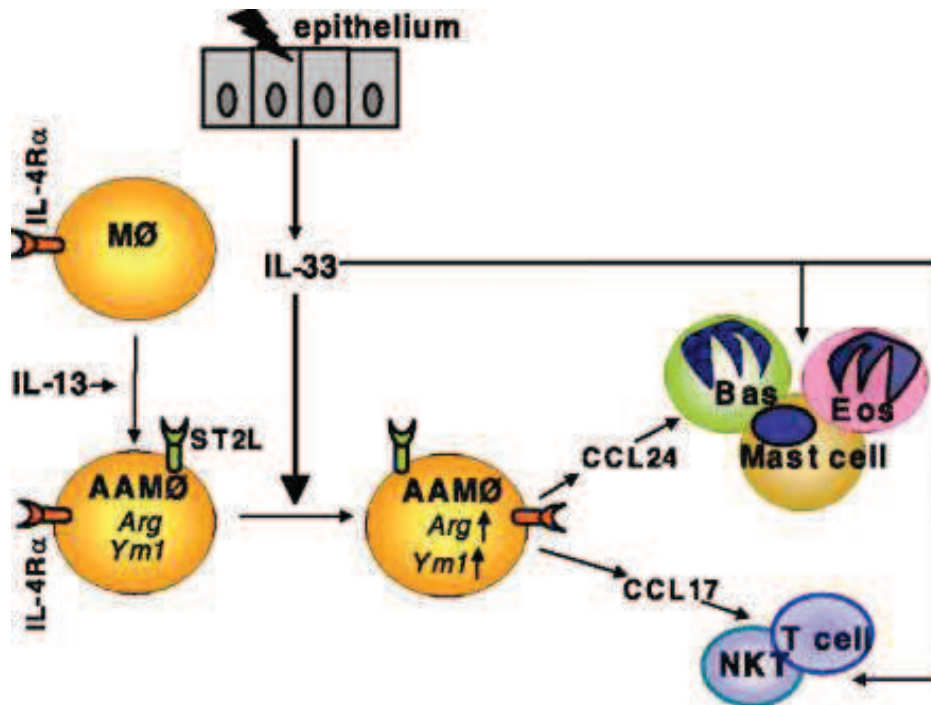 epithelium
IL-4Rα
MØ
IL-33
IL-13
ST2L
AAMØ
Arg
Ym1
IL-4Rα
AAMØ
Arg
Ym1
CCL24
CCL17
Bas
Eos
Mast cell
T cell
NKT